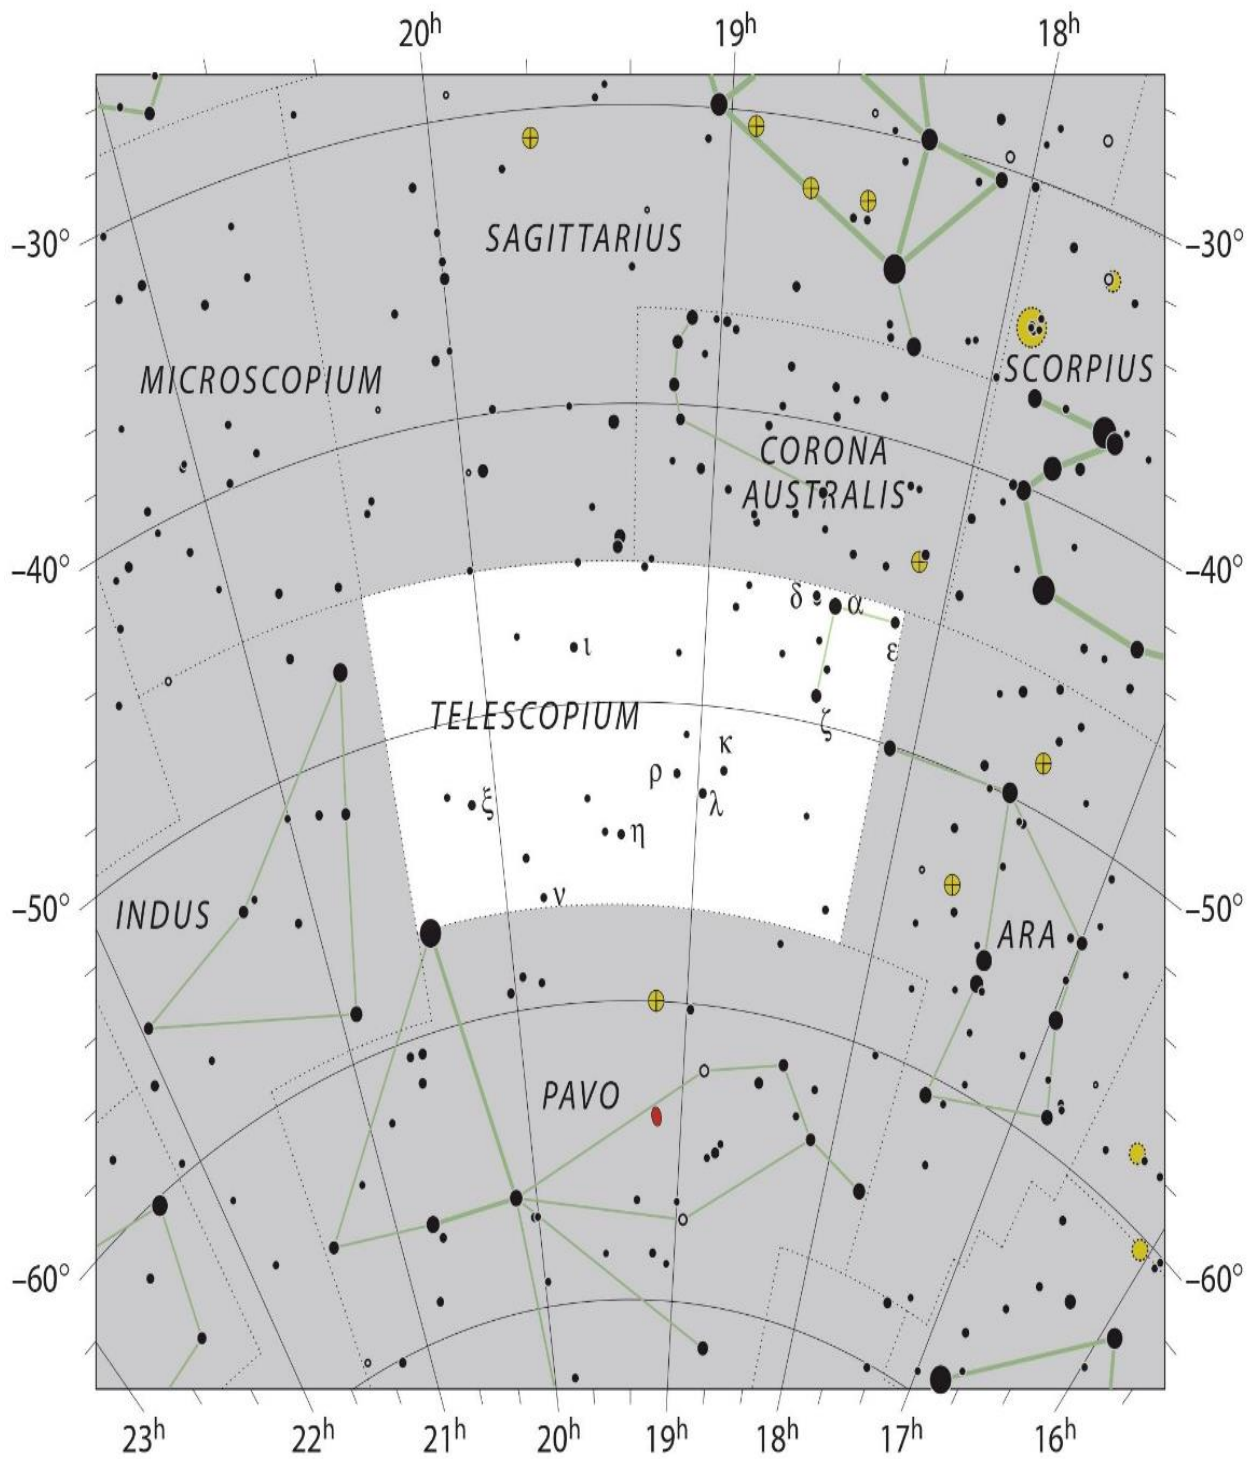 20h 19h 18h
–30° SAGITTARIUS –30°
MICROSCOPIUM SCORPIUS
CORONA
AUSTRALIS
–40° –40°
δ α
ι ε
TELESCOPIUM ζ
κ
ρ
ξ λ
η
ν
–50° INDUS –50°
ARA
PAVO
–60° –60°
23h 22h 21h 20h 19h 18h 17h 16h